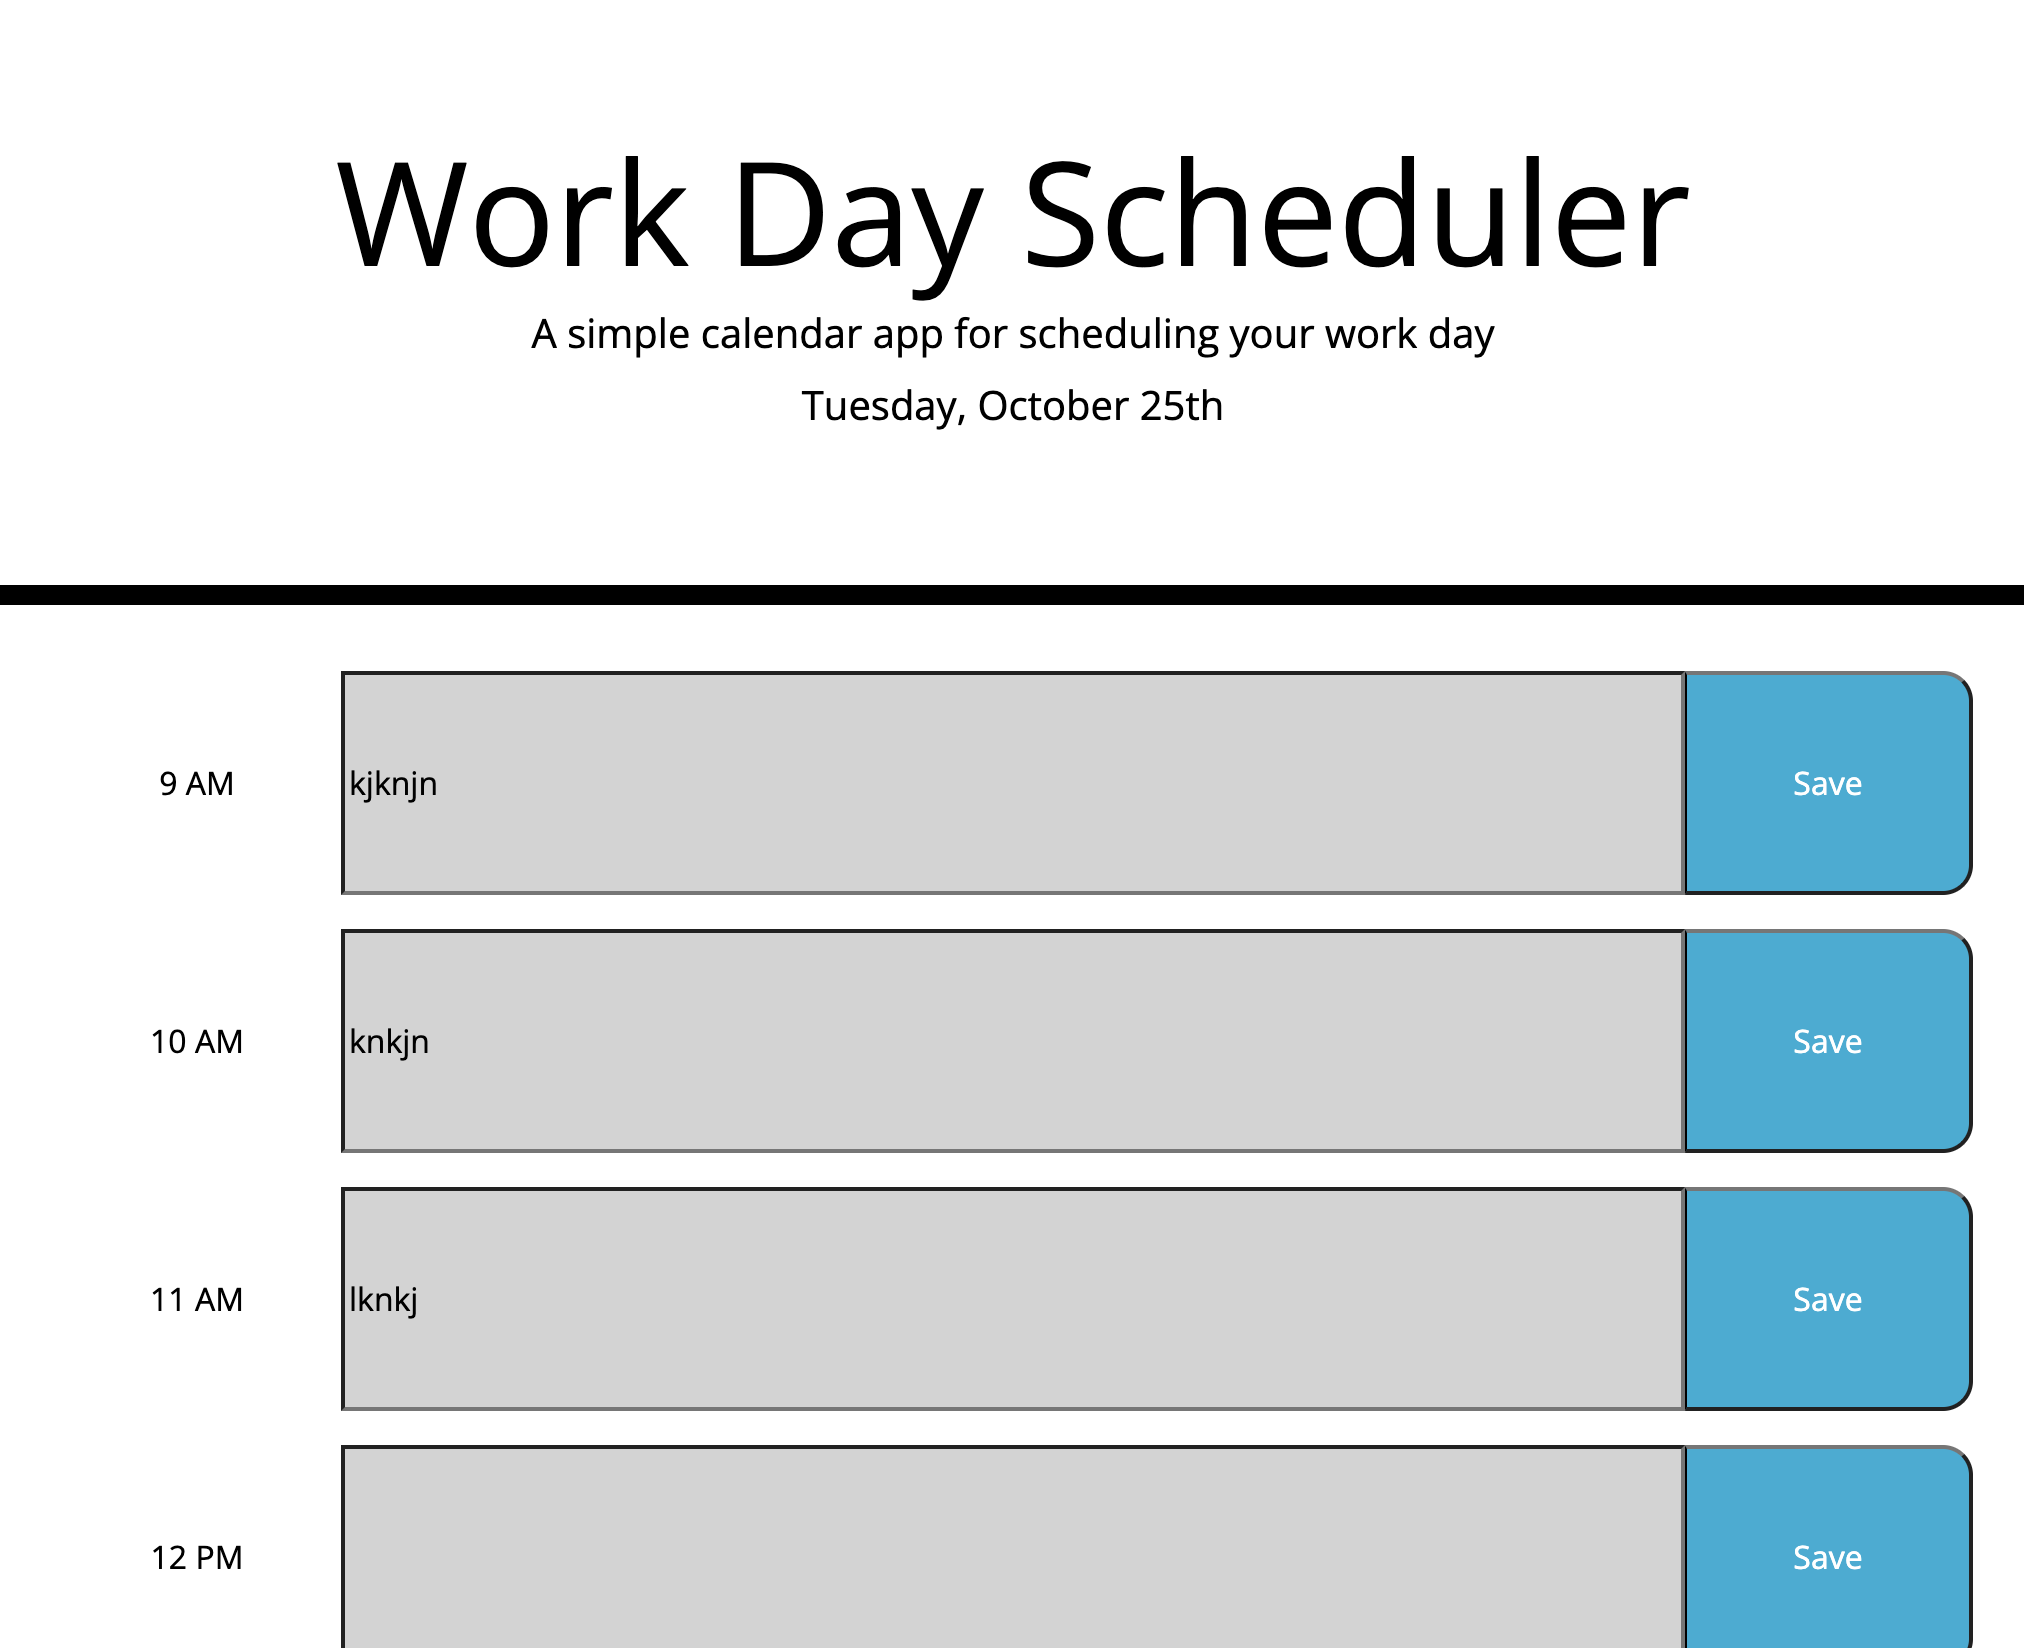 Work Day Scheduler
A simple calendar app for scheduling your work day
Tuesday, October 25th
9 AM kjknjn Save
10 AM knkjn Save
11 AM lknkj Save
12 PM Save